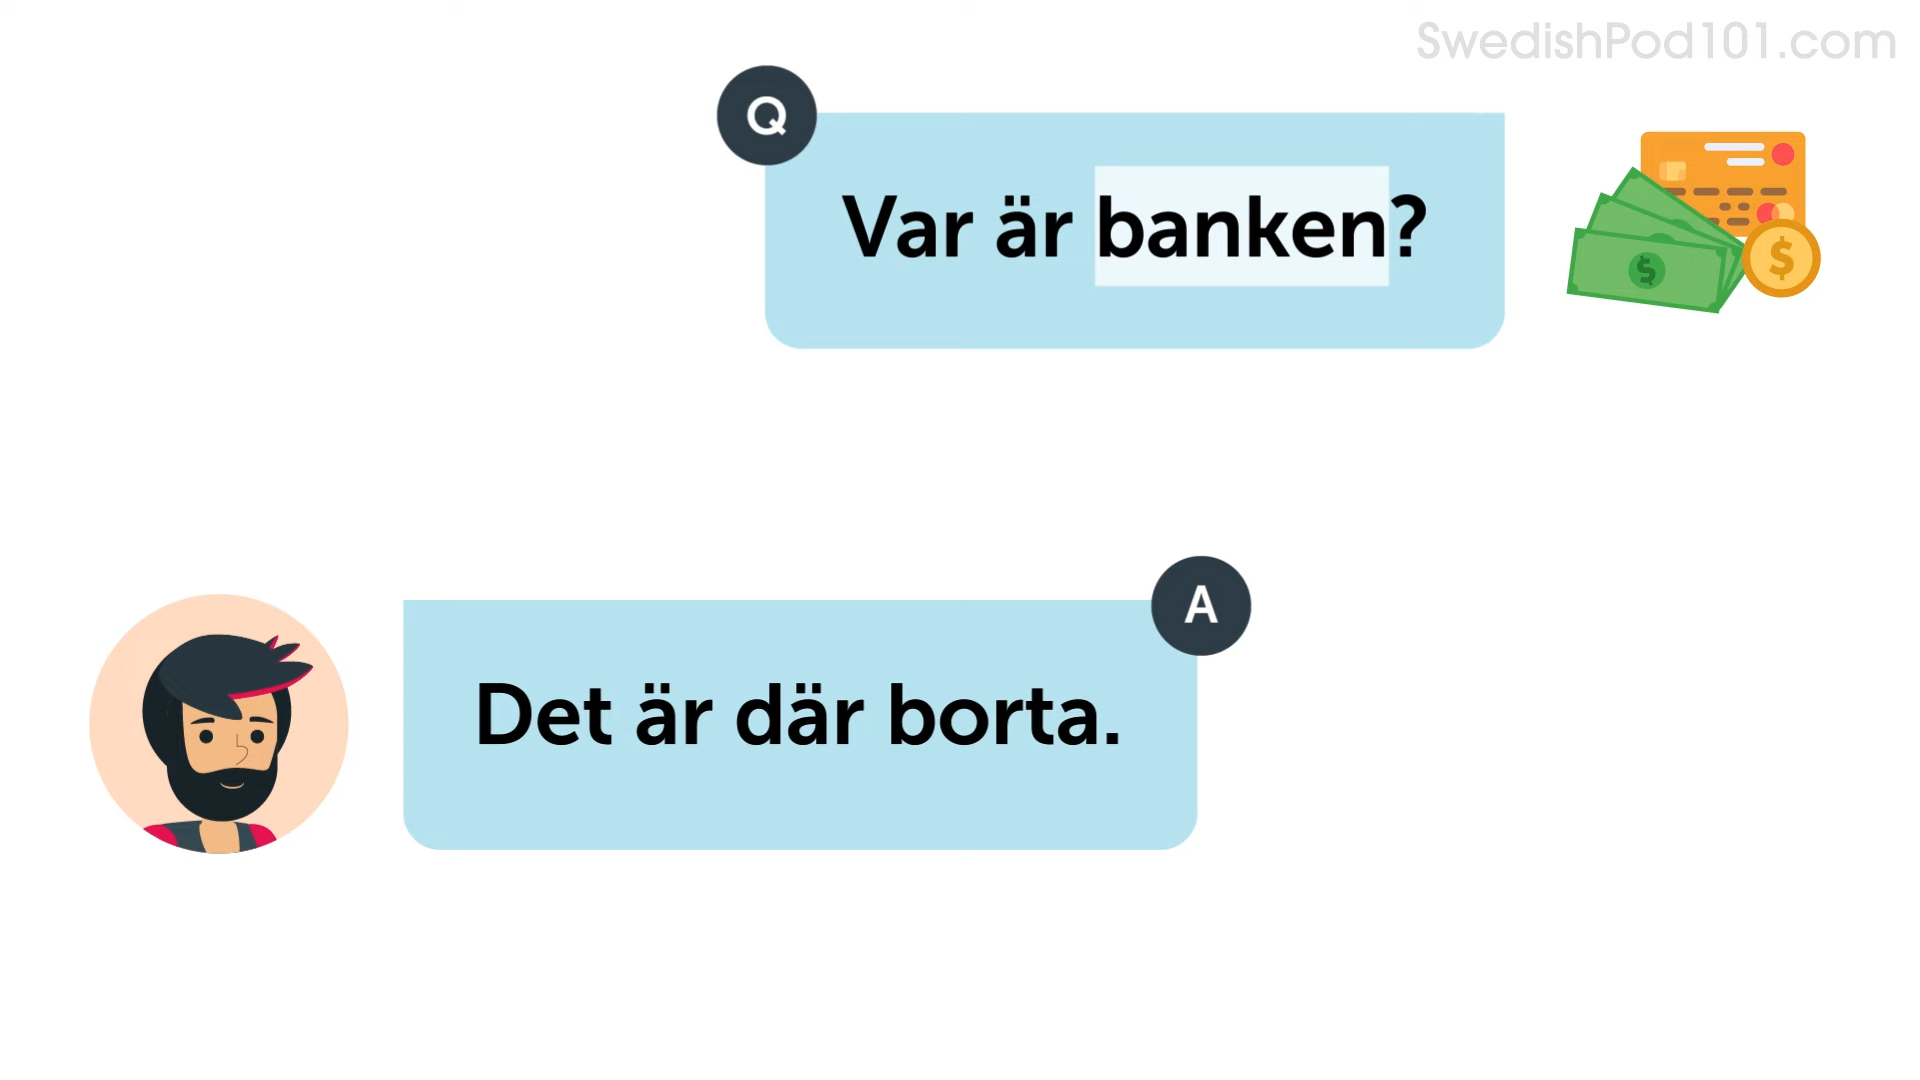 SwedishPod101.com
Q
Var är banken?
A
Det är där borta.